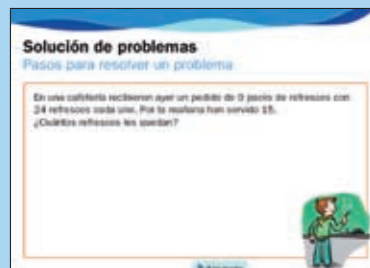 Solución de problemas
Pasos para resolver un problema
En una cafetería recibieron ayer un pedido de 9 packs de refrescos con
24 refrescos cada uno. Por la mañana han servido 15.
¿Cuántos refrescos les quedan?